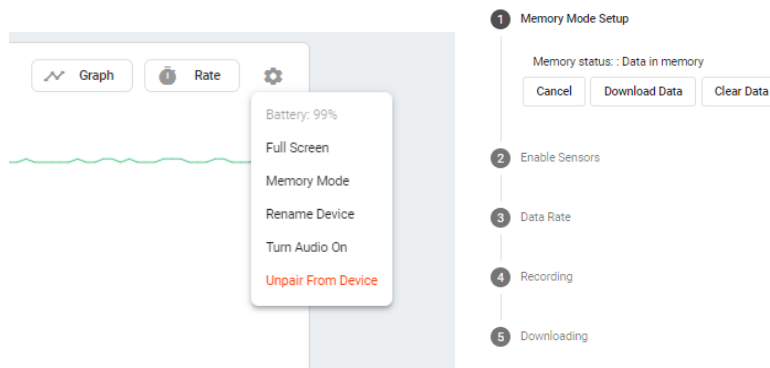 Graph
Rate
Battery: 99%
Full Screen
Memory Mode
Rename Device
Turn Audio On
Unpair From Device
1 Memory Mode Setup
Memory status: : Data in memory
Cancel Download Data Clear Data
2 Enable Sensors
3 Data Rate
4 Recording
5 Downloading